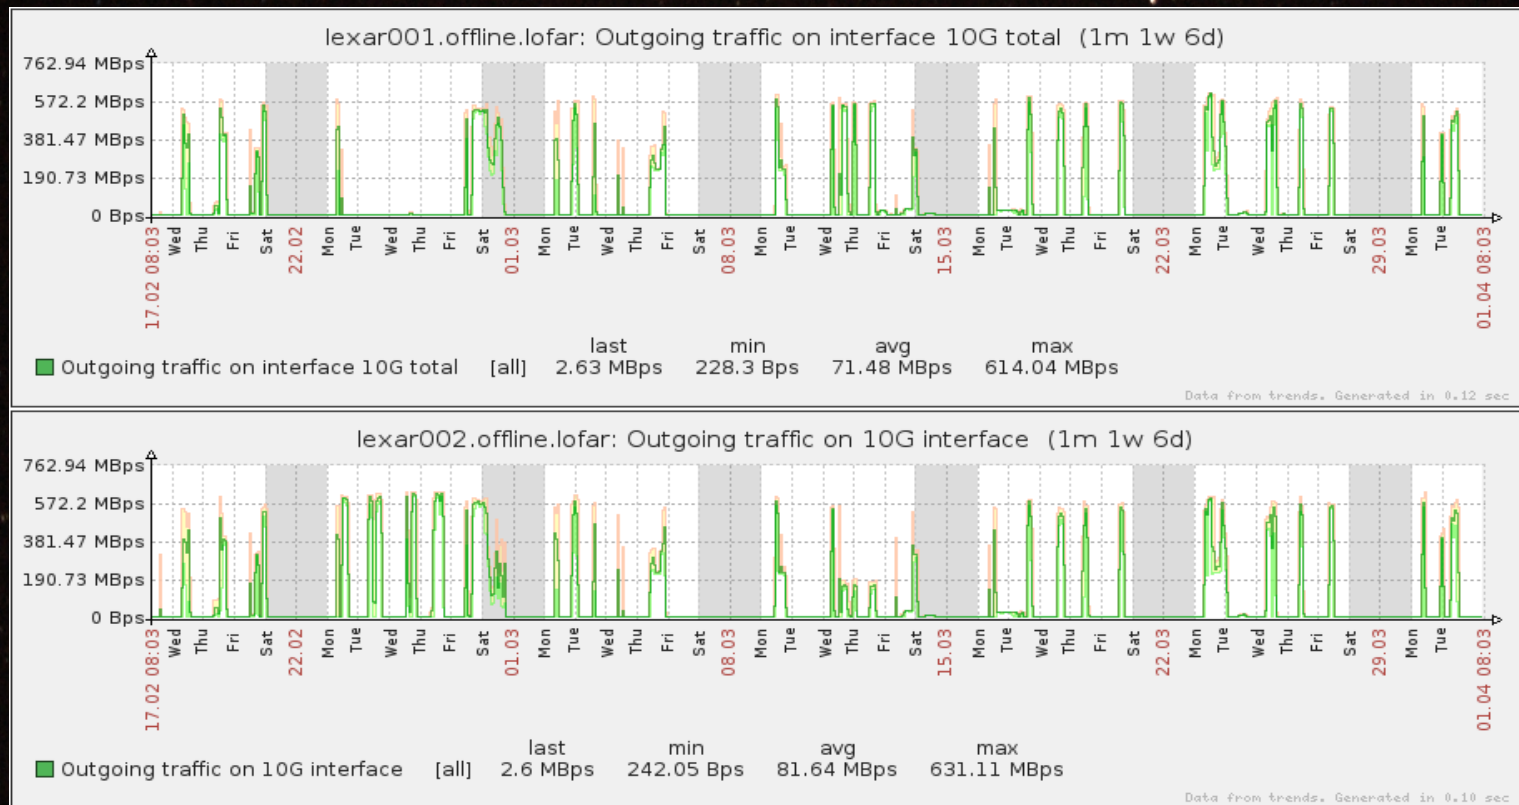 lexar001.offline.lofar: Outgoing traffic on interface 10G total (1m 1w 6d)
762.94 MBps
572.2 MBps
381.47 MBps
190.73 MBps
0 Bps
17.02 08:03 Wed Thu Fri Sat 22.02 Mon Tue Wed Thu Fri Sat 01.03 Mon Tue Wed Thu Fri Sat 08.03 Mon Tue Wed Thu Fri Sat 15.03 Mon Tue Wed Thu Fri Sat 22.03 Mon Tue Wed Thu Fri Sat 29.03 Mon Tue 01.04 08:03
last min avg max
Outgoing traffic on interface 10G total [all] 2.63 MBps 228.3 Bps 71.48 MBps 614.04 MBps
Data from trends. Generated in 0.12 sec
lexar002.offline.lofar: Outgoing traffic on 10G interface (1m 1w 6d)
762.94 MBps
572.2 MBps
381.47 MBps
190.73 MBps
0 Bps
17.02 08:03 Wed Thu Fri Sat 22.02 Mon Tue Wed Thu Fri Sat 01.03 Mon Tue Wed Thu Fri Sat 08.03 Mon Tue Wed Thu Fri Sat 15.03 Mon Tue Wed Thu Fri Sat 22.03 Mon Tue Wed Thu Fri Sat 29.03 Mon Tue 01.04 08:03
last min avg max
Outgoing traffic on 10G interface [all] 2.6 MBps 242.05 Bps 81.64 MBps 631.11 MBps
Data from trends. Generated in 0.10 sec